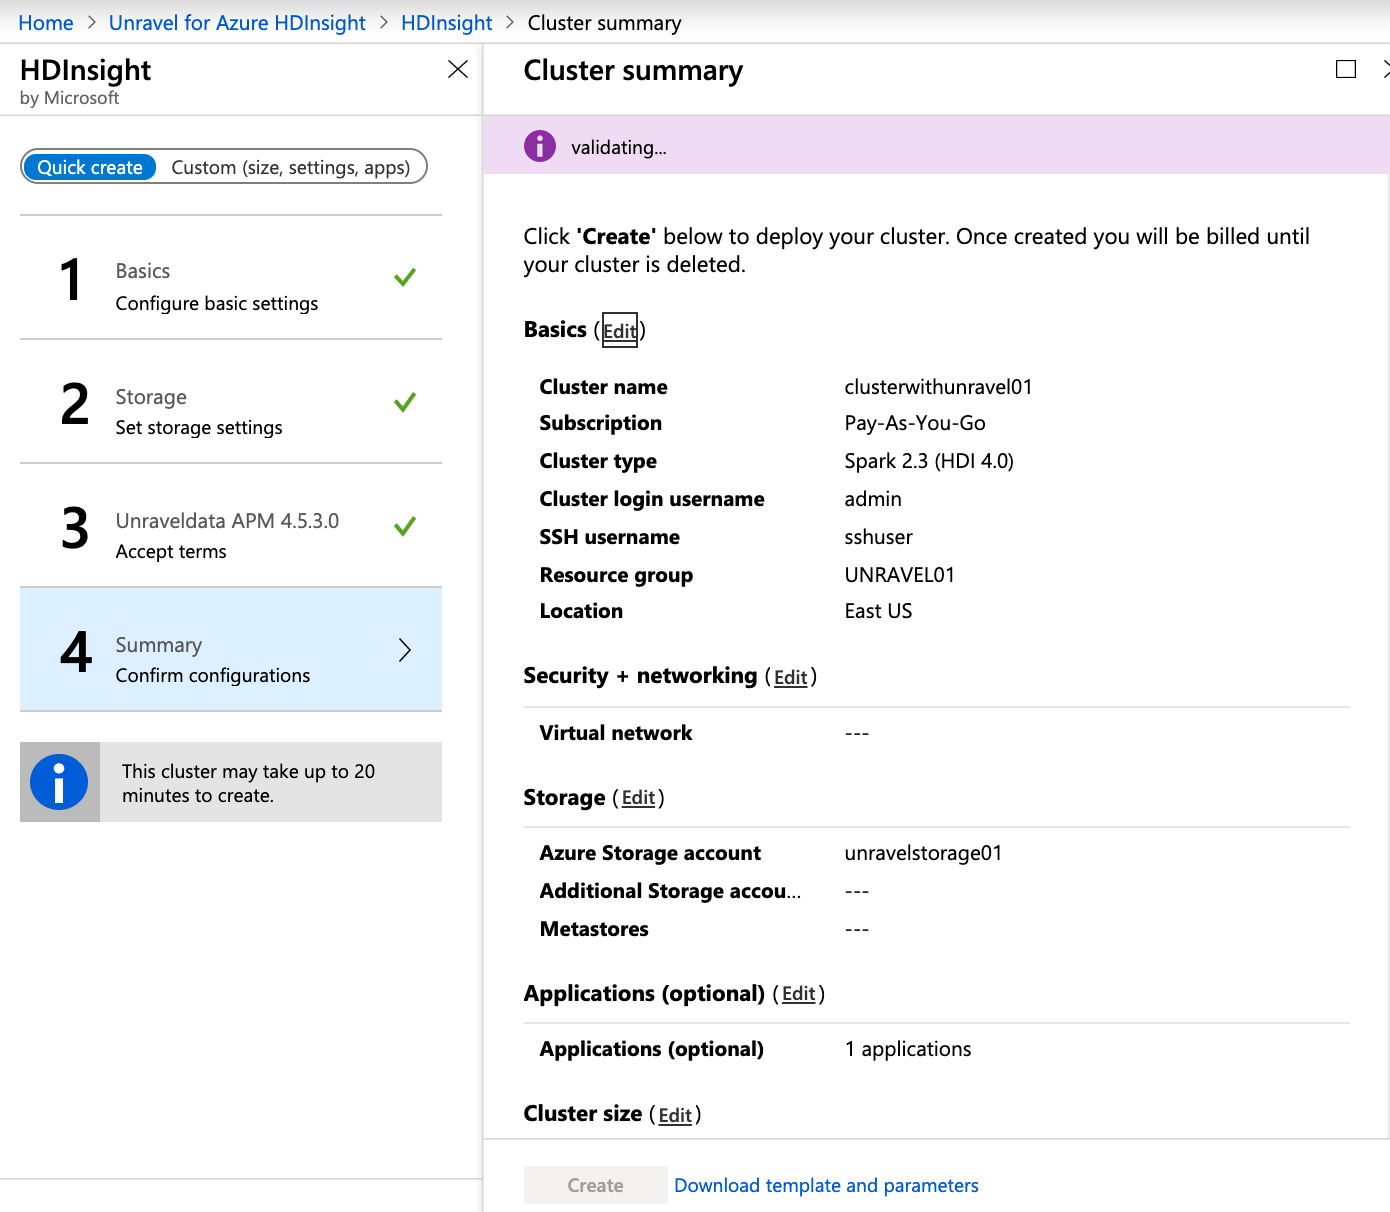 Home > Unravel for Azure HDInsight > HDInsight > Cluster summary
HDInsight
by Microsoft
Quick create Custom (size, settings, apps)
1 Basics
Configure basic settings
2 Storage
Set storage settings
3 Unraveldata APM 4.5.3.0
Accept terms
4 Summary
Confirm configurations
This cluster may take up to 20
minutes to create.
Cluster summary
validating...
Click 'Create' below to deploy your cluster. Once created you will be billed until
your cluster is deleted.
Basics (Edit)
Cluster name clusterwithunravel01
Subscription Pay-As-You-Go
Cluster type Spark 2.3 (HDI 4.0)
Cluster login username admin
SSH username sshuser
Resource group UNRAVEL01
Location East US
Security + networking (Edit)
Virtual network ---
Storage (Edit)
Azure Storage account unravelstorage01
Additional Storage accou... ---
Metastores ---
Applications (optional) (Edit)
Applications (optional) 1 applications
Cluster size (Edit)
Create Download template and parameters